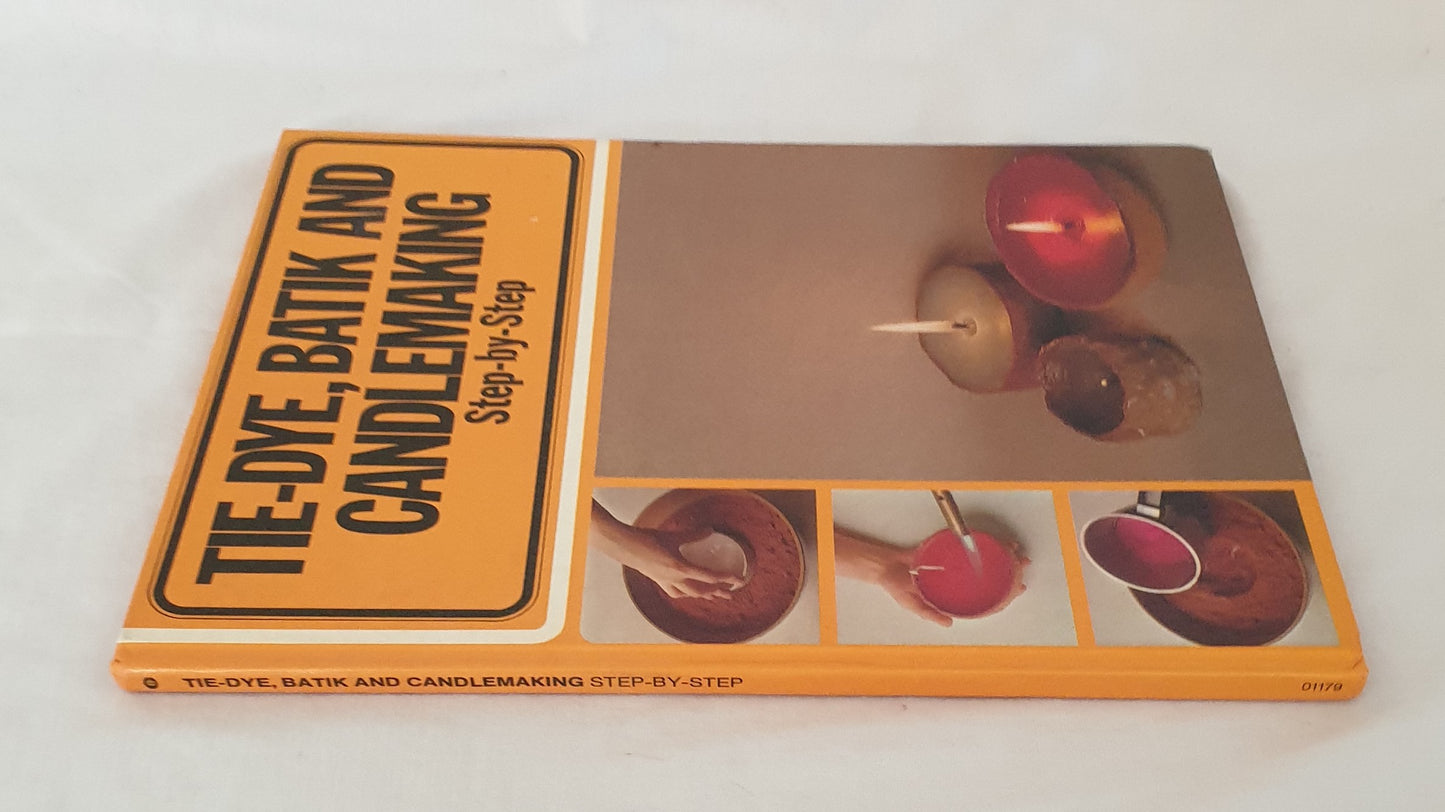 TIE-DYE, BATIK AND
CANDLEMAKING
Step-by-Step
TIE-DYE, BATIK AND CANDLEMAKING STEP-BY-STEP
01179